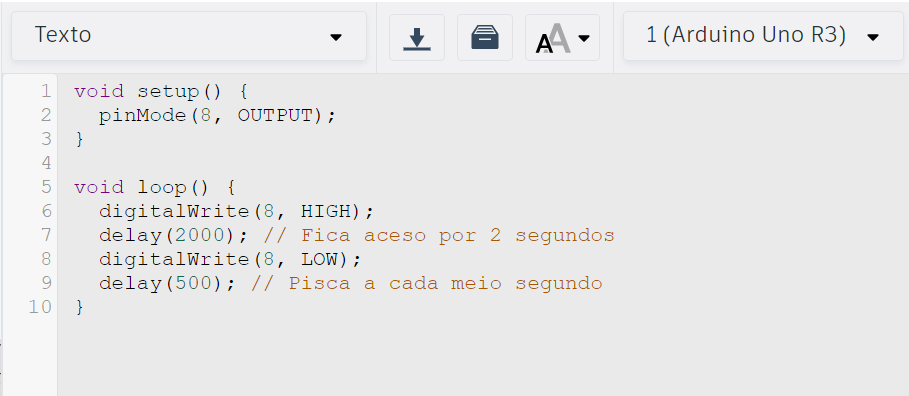 Texto
1 (Arduino Uno R3)
1 void setup() {
2   pinMode(8, OUTPUT);
3 }
4
5 void loop() {
6   digitalWrite(8, HIGH);
7   delay(2000); // Fica aceso por 2 segundos
8   digitalWrite(8, LOW);
9   delay(500); // Pisca a cada meio segundo
10 }